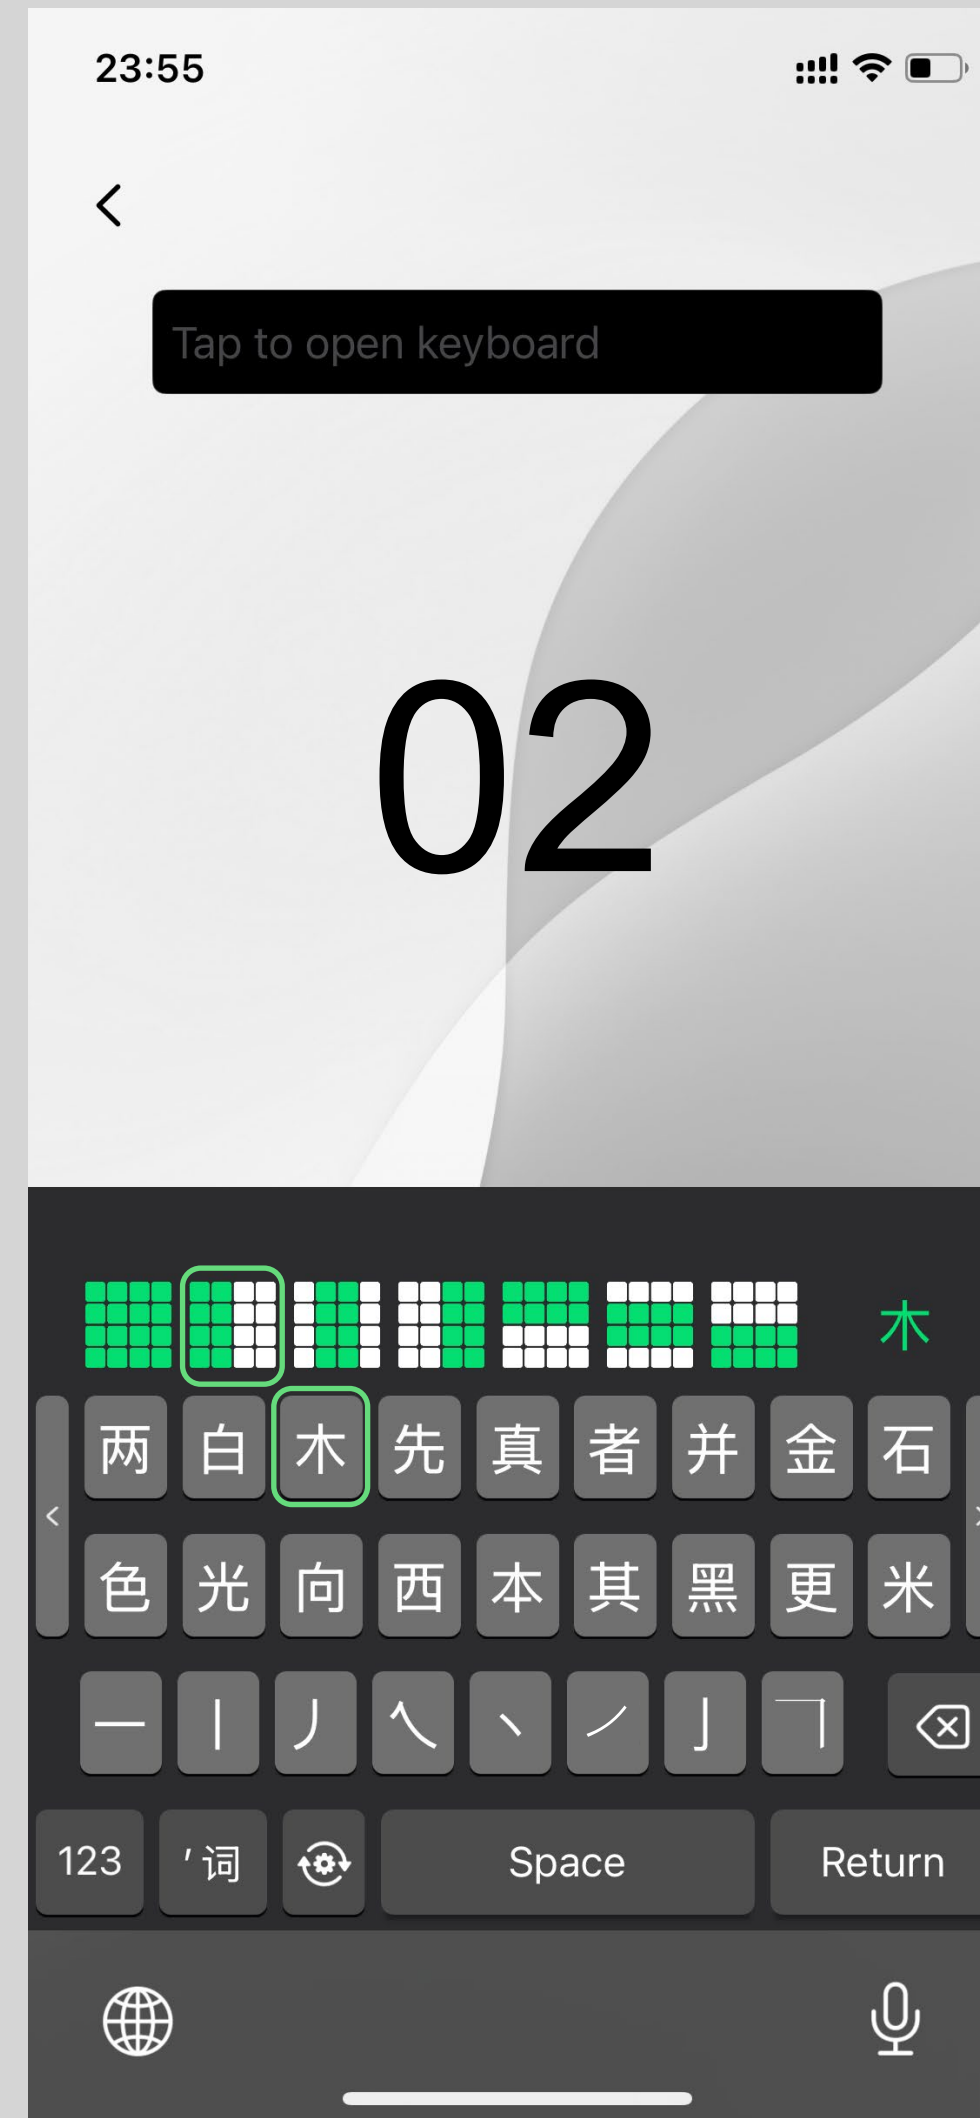 23:55
Tap to open keyboard
02
木
两 白 木 先 真 者 并 金 石
色 光 向 西 本 其 黑 更 米
一 丨 丿 ㇏ 丶 ㇒ 亅 ㇕
123 ′词 Space Return